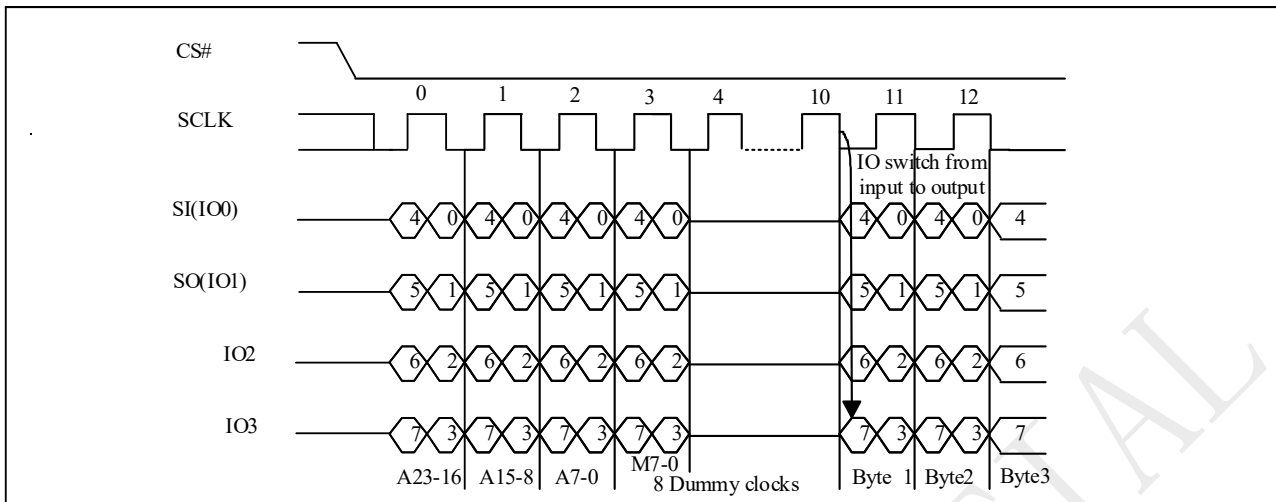 CS#
0 1 2 3 4 10 11 12
SCLK
IO switch from
input to output
SI(IO0) 4 0 4 0 4 0 4 0 4 0 4 0 4
SO(IO1) 5 1 5 1 5 1 5 1 5 1 5 1 5
IO2 6 2 6 2 6 2 6 2 6 2 6 2 6
IO3 7 3 7 3 7 3 7 3 7 3 7 3 7
A23-16 A15-8 A7-0 M7-0 8 Dummy clocks Byte 1 Byte2 Byte3
TIAL